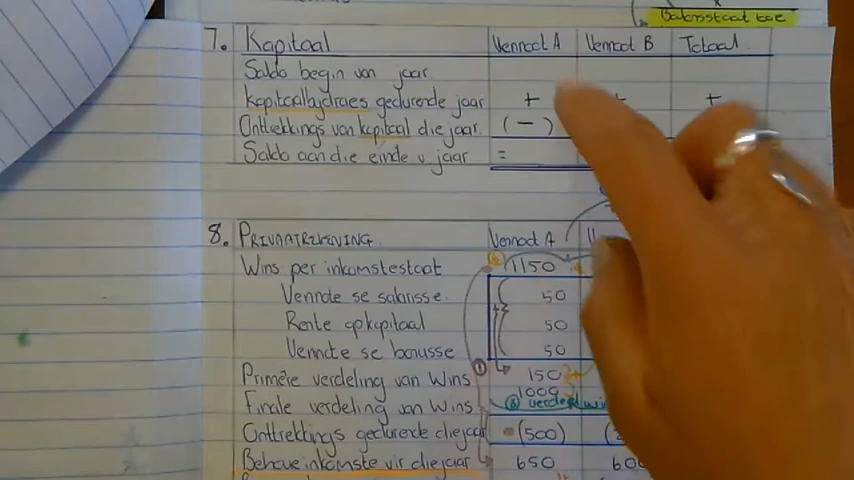 Balansstaat toe
7. Kapitaal Vennoot A Vennoot B Totaal
Saldo begin van jaar
Kapitaalbydraes gedurende jaar + + +
Onttrekkings van kapitaal die jaar. (-)
Saldo aan die einde v jaar =
8. PRIVAATREKENING. Vennoot A
Wins per inkomstestaat 1150
Vennote se salarisse. 50
Rente op kapitaal 50
Vennote se bonusse 50
Primêre verdeling van wins 150
1000
Finale verdeling van wins
Onttrekkings gedurende die jaar (500)
Behoue inkomste vir die jaar 650 600